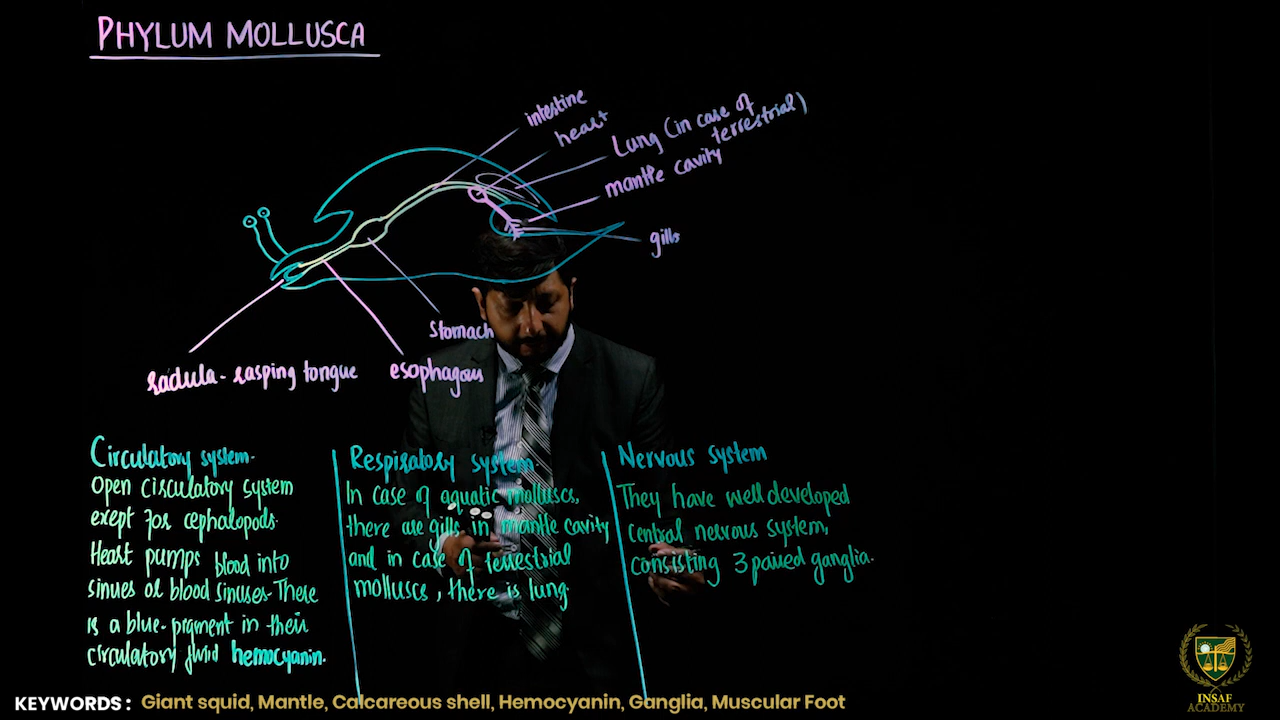 PHYLUM MOLLUSCA
intestine
heart
Lung (in case of
terrestrial)
mantle cavity
gills
stomach
radula - rasping tongue
esophagous
Circulatory system.
Open circulatory system
exept for cephalopods.
Heart pumps blood into
sinues or blood sinuses. There
is a blue-pigment in their
circulatory fluid hemocyanin.
Respiratory system.
In case of aquatic molluscs,
there are gills in mantle cavity
and in case of terrestrial
molluscs, there is lung.
Nervous system
They have well developed
central nervous system,
consisting 3 paired ganglia.
KEYWORDS : Giant squid, Mantle, Calcareous shell, Hemocyanin, Ganglia, Muscular Foot
INSAF
ACADEMY